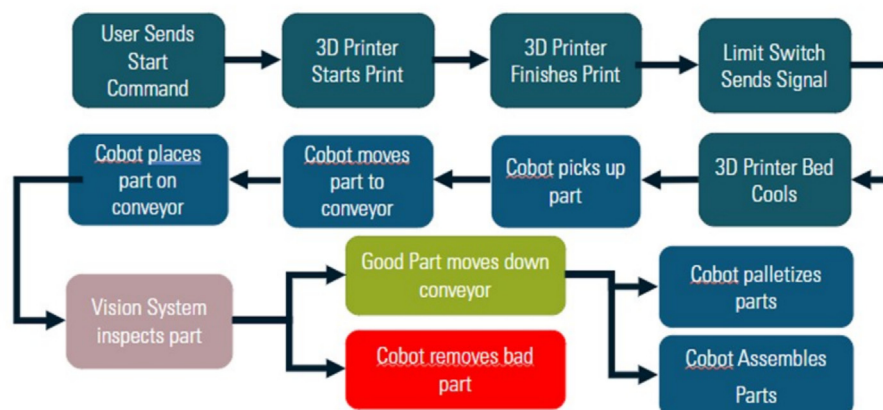 User Sends
Start
Command
3D Printer
Starts Print
3D Printer
Finishes Print
Limit Switch
Sends Signal
Cobot places
part on
conveyor
Cobot moves
part to
conveyor
Cobot picks up
part
3D Printer Bed
Cools
Vision System
inspects part
Good Part moves down
conveyor
Cobot removes bad
part
Cobot palletizes
parts
Cobot Assembles
Parts